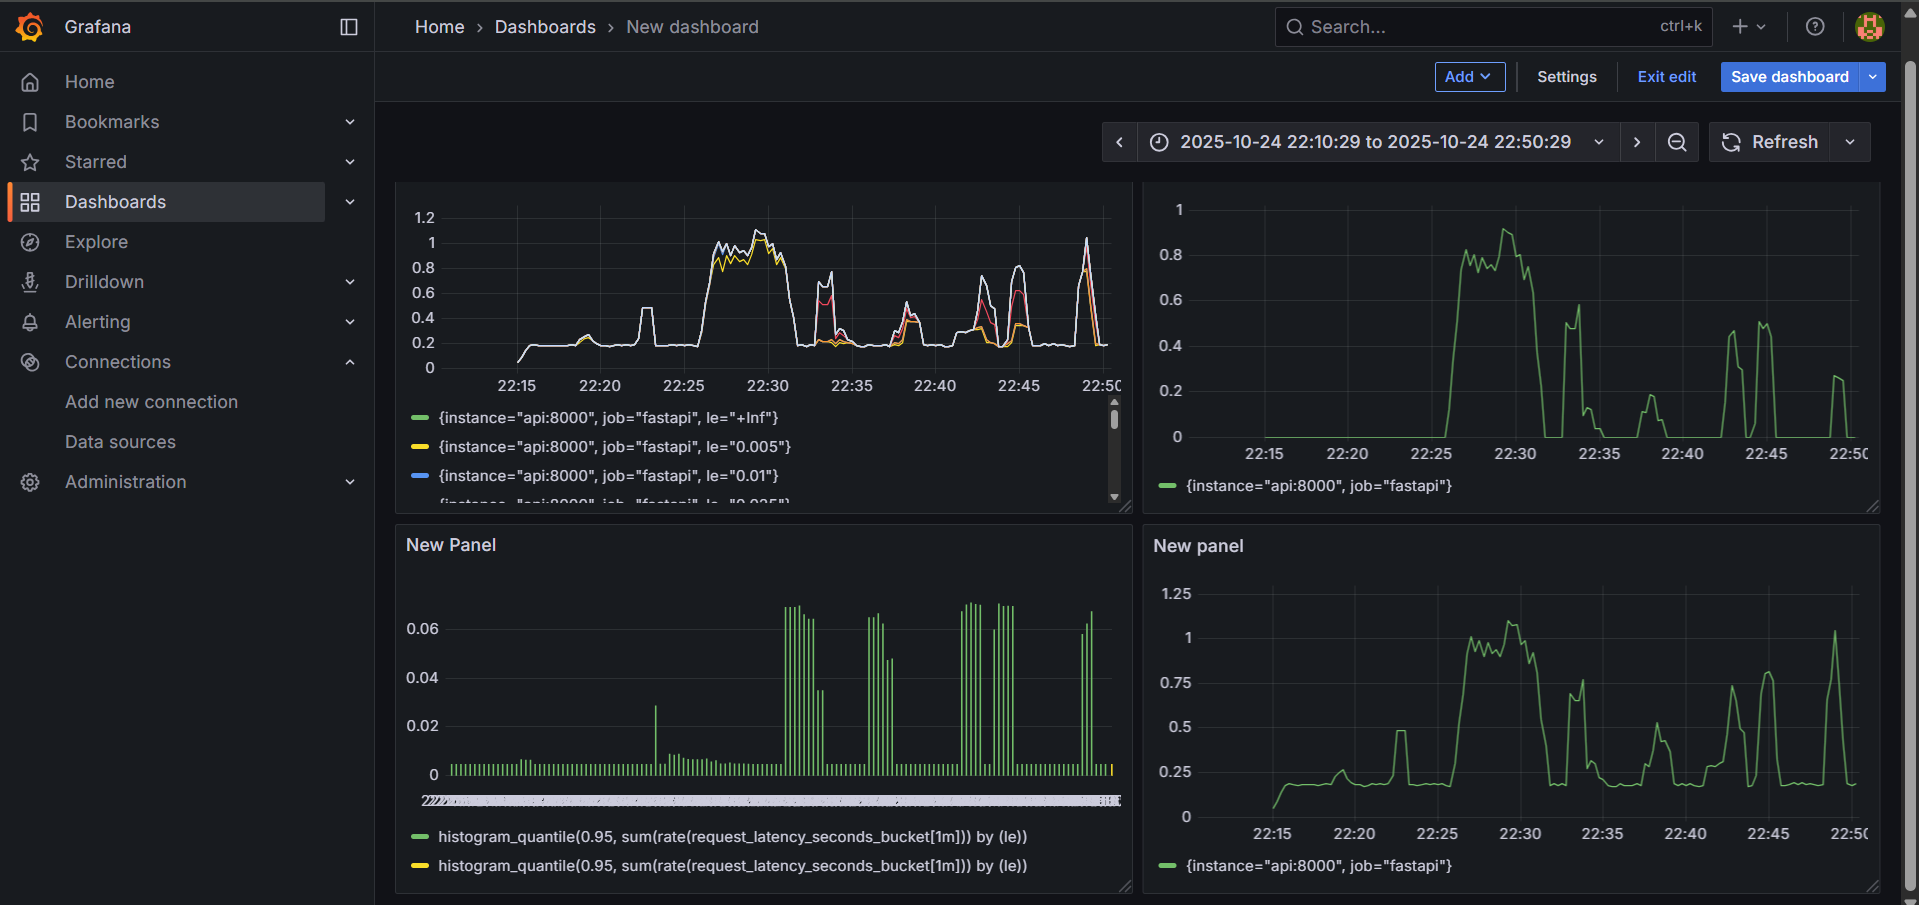 Grafana
Home › Dashboards › New dashboard
Search...
ctrl+k
Add
Settings
Exit edit
Save dashboard
Home
Bookmarks
Starred
Dashboards
Explore
Drilldown
Alerting
Connections
Add new connection
Data sources
Administration
2025-10-24 22:10:29 to 2025-10-24 22:50:29
Refresh
1.2
1
0.8
0.6
0.4
0.2
0
22:15 22:20 22:25 22:30 22:35 22:40 22:45 22:50
{instance="api:8000", job="fastapi", le="+Inf"}
{instance="api:8000", job="fastapi", le="0.005"}
{instance="api:8000", job="fastapi", le="0.01"}
{instance="api:8000", job="fastapi", le="0.025"}
1
0.8
0.6
0.4
0.2
0
22:15 22:20 22:25 22:30 22:35 22:40 22:45 22:50
{instance="api:8000", job="fastapi"}
New Panel
0.06
0.04
0.02
0
histogram_quantile(0.95, sum(rate(request_latency_seconds_bucket[1m])) by (le))
histogram_quantile(0.95, sum(rate(request_latency_seconds_bucket[1m])) by (le))
New panel
1.25
1
0.75
0.5
0.25
0
22:15 22:20 22:25 22:30 22:35 22:40 22:45 22:50
{instance="api:8000", job="fastapi"}